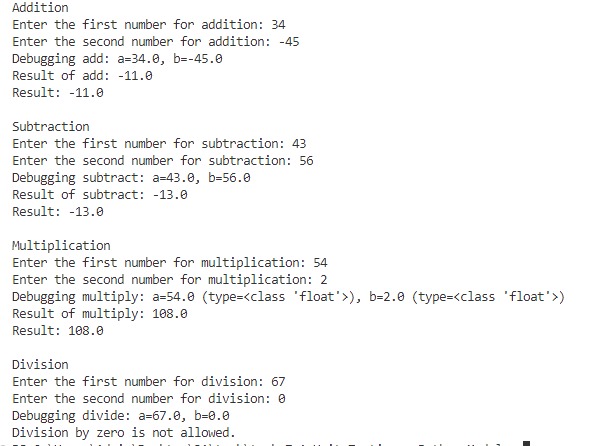 Addition
Enter the first number for addition: 34
Enter the second number for addition: -45
Debugging add: a=34.0, b=-45.0
Result of add: -11.0
Result: -11.0
Subtraction
Enter the first number for subtraction: 43
Enter the second number for subtraction: 56
Debugging subtract: a=43.0, b=56.0
Result of subtract: -13.0
Result: -13.0
Multiplication
Enter the first number for multiplication: 54
Enter the second number for multiplication: 2
Debugging multiply: a=54.0 (type=<class 'float'>), b=2.0 (type=<class 'float'>)
Result of multiply: 108.0
Result: 108.0
Division
Enter the first number for division: 67
Enter the second number for division: 0
Debugging divide: a=67.0, b=0.0
Division by zero is not allowed.